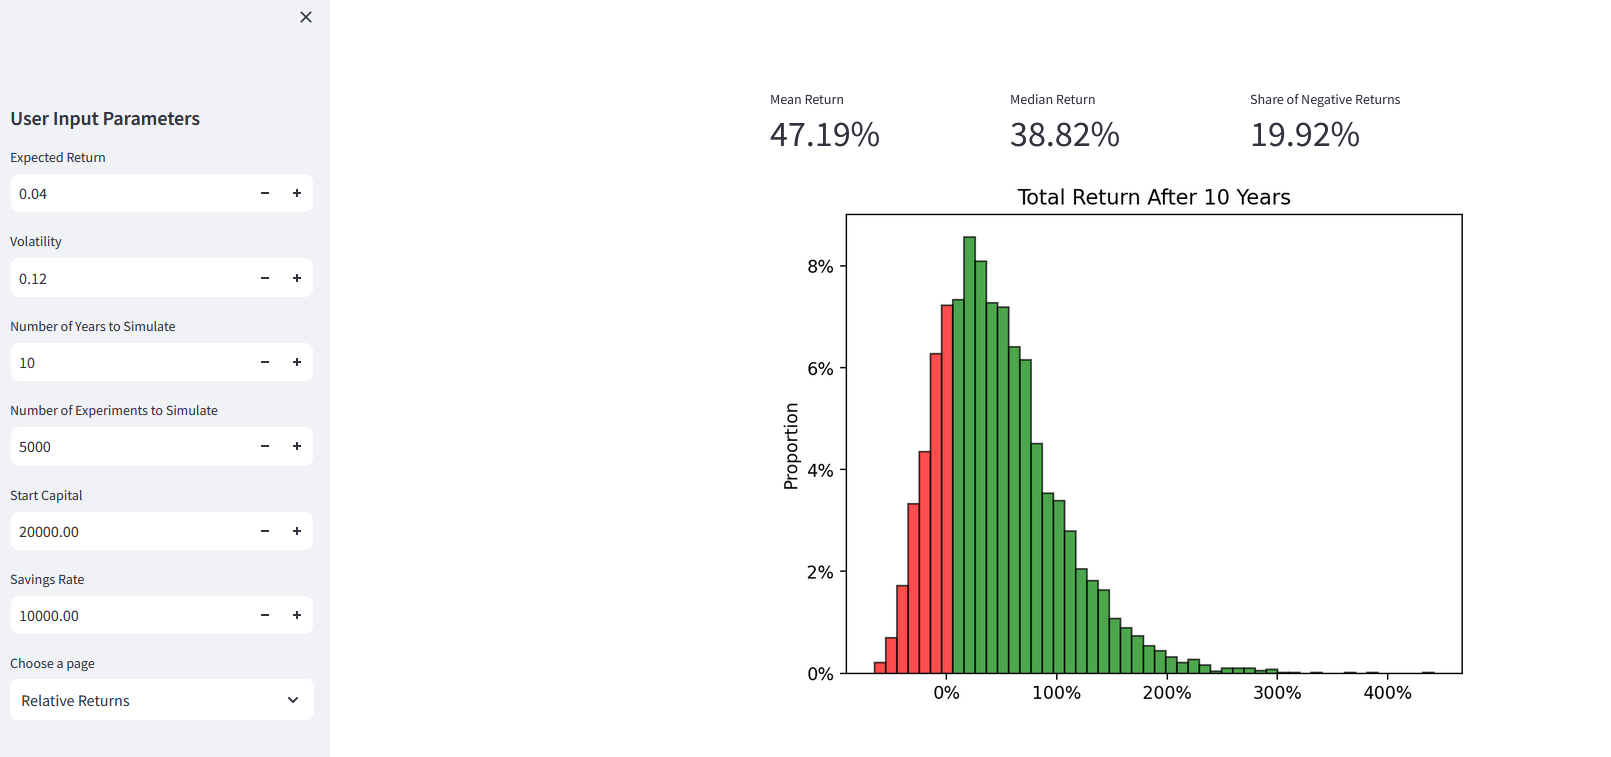 User Input Parameters
Expected Return
0.04
Volatility
0.12
Number of Years to Simulate
10
Number of Experiments to Simulate
5000
Start Capital
20000.00
Savings Rate
10000.00
Choose a page
Relative Returns
Mean Return
47.19%
Median Return
38.82%
Share of Negative Returns
19.92%
Total Return After 10 Years
Proportion
8%
6%
4%
2%
0%
0% 100% 200% 300% 400%